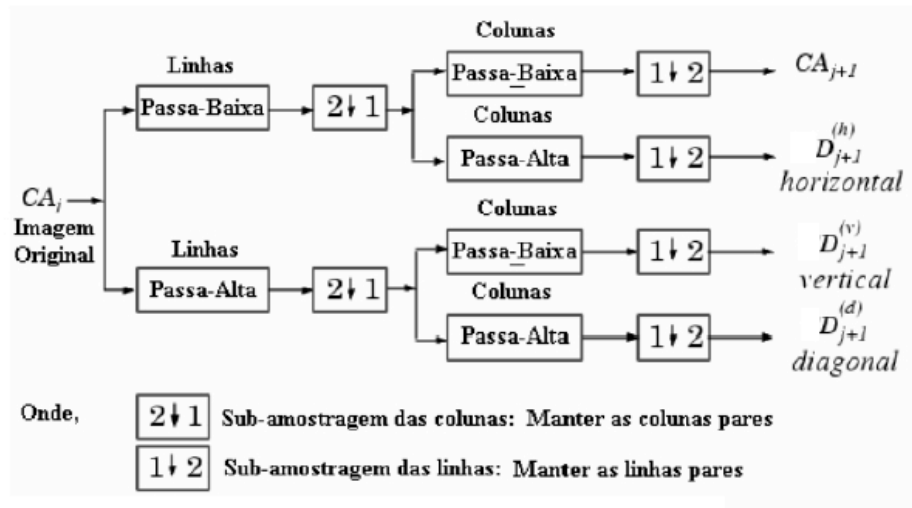 Colunas
Linhas
Passa-Baixa 1↓2 CA_{j+1}
Passa-Baixa 2↓1
Colunas
Passa-Alta 1↓2 D_{j+1}^{(h)}
horizontal
CA_i
Imagem
Original
Colunas
Linhas
Passa-Baixa 1↓2 D_{j+1}^{(v)}
vertical
Passa-Alta 2↓1
Colunas
Passa-Alta 1↓2 D_{j+1}^{(d)}
diagonal
Onde,
2↓1 Sub-amostragem das colunas: Manter as colunas pares
1↓2 Sub-amostragem das linhas: Manter as linhas pares